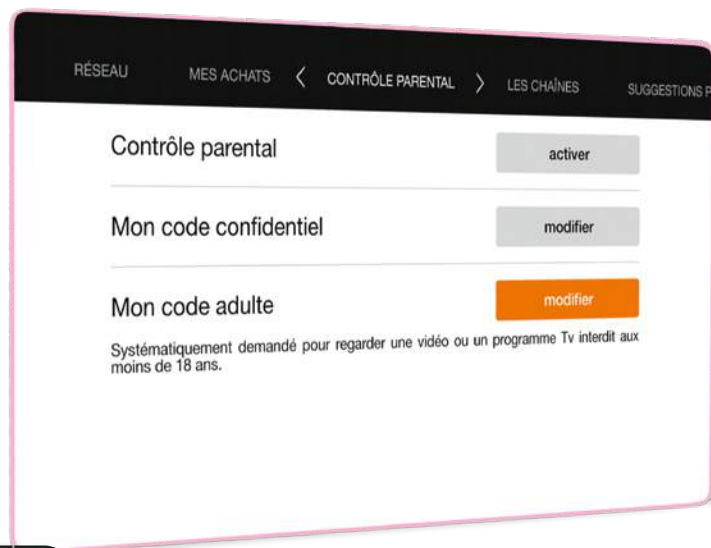 RÉSEAU MES ACHATS < CONTRÔLE PARENTAL > LES CHAÎNES SUGGESTIONS P
Contrôle parental activer
Mon code confidentiel modifier
Mon code adulte modifier
Systématiquement demandé pour regarder une vidéo ou un programme Tv interdit aux
moins de 18 ans.